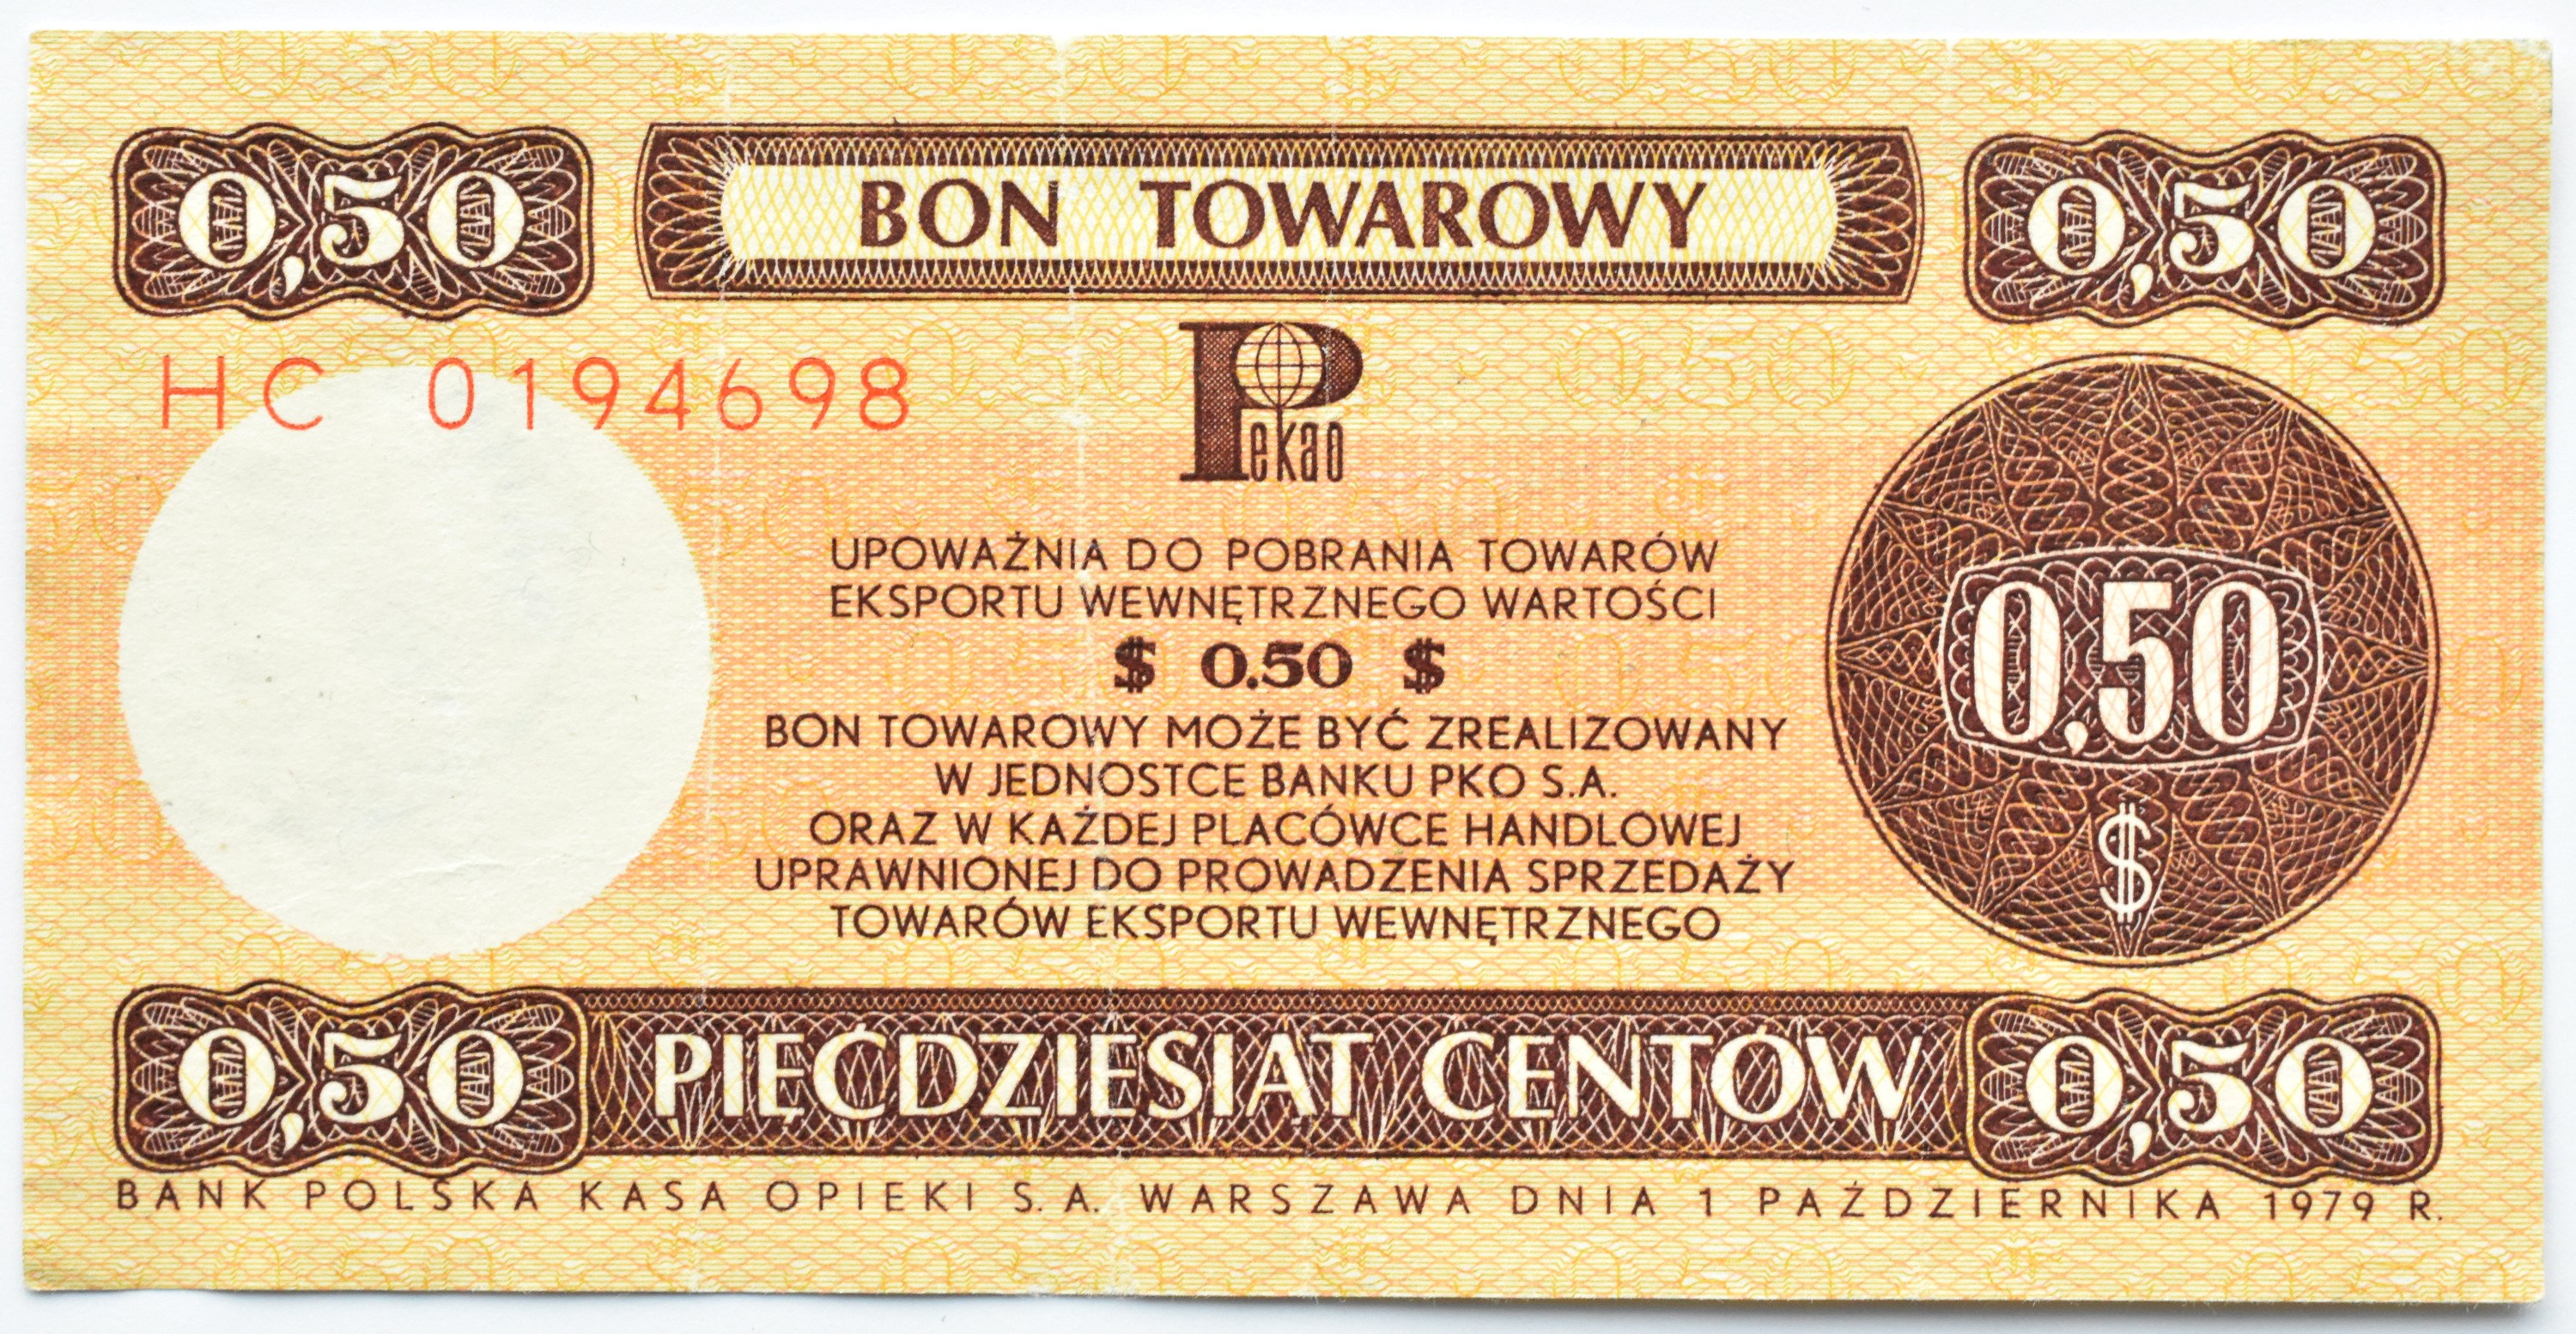 0,50 BON TOWAROWY 0,50
HC 0194698
Pekao
UPOWAŻNIA DO POBRANIA TOWARÓW
EKSPORTU WEWNĘTRZNEGO WARTOŚCI
$ 0.50 $
0,50
$
BON TOWAROWY MOŻE BYĆ ZREALIZOWANY
W JEDNOSTCE BANKU PKO S.A.
ORAZ W KAŻDEJ PLACÓWCE HANDLOWEJ
UPRAWNIONEJ DO PROWADZENIA SPRZEDAŻY
TOWARÓW EKSPORTU WEWNĘTRZNEGO
0,50 PIĘĆDZIESIĄT CENTÓW 0,50
BANK POLSKA KASA OPIEKI S.A. WARSZAWA DNIA 1 PAŹDZIERNIKA 1979 R.